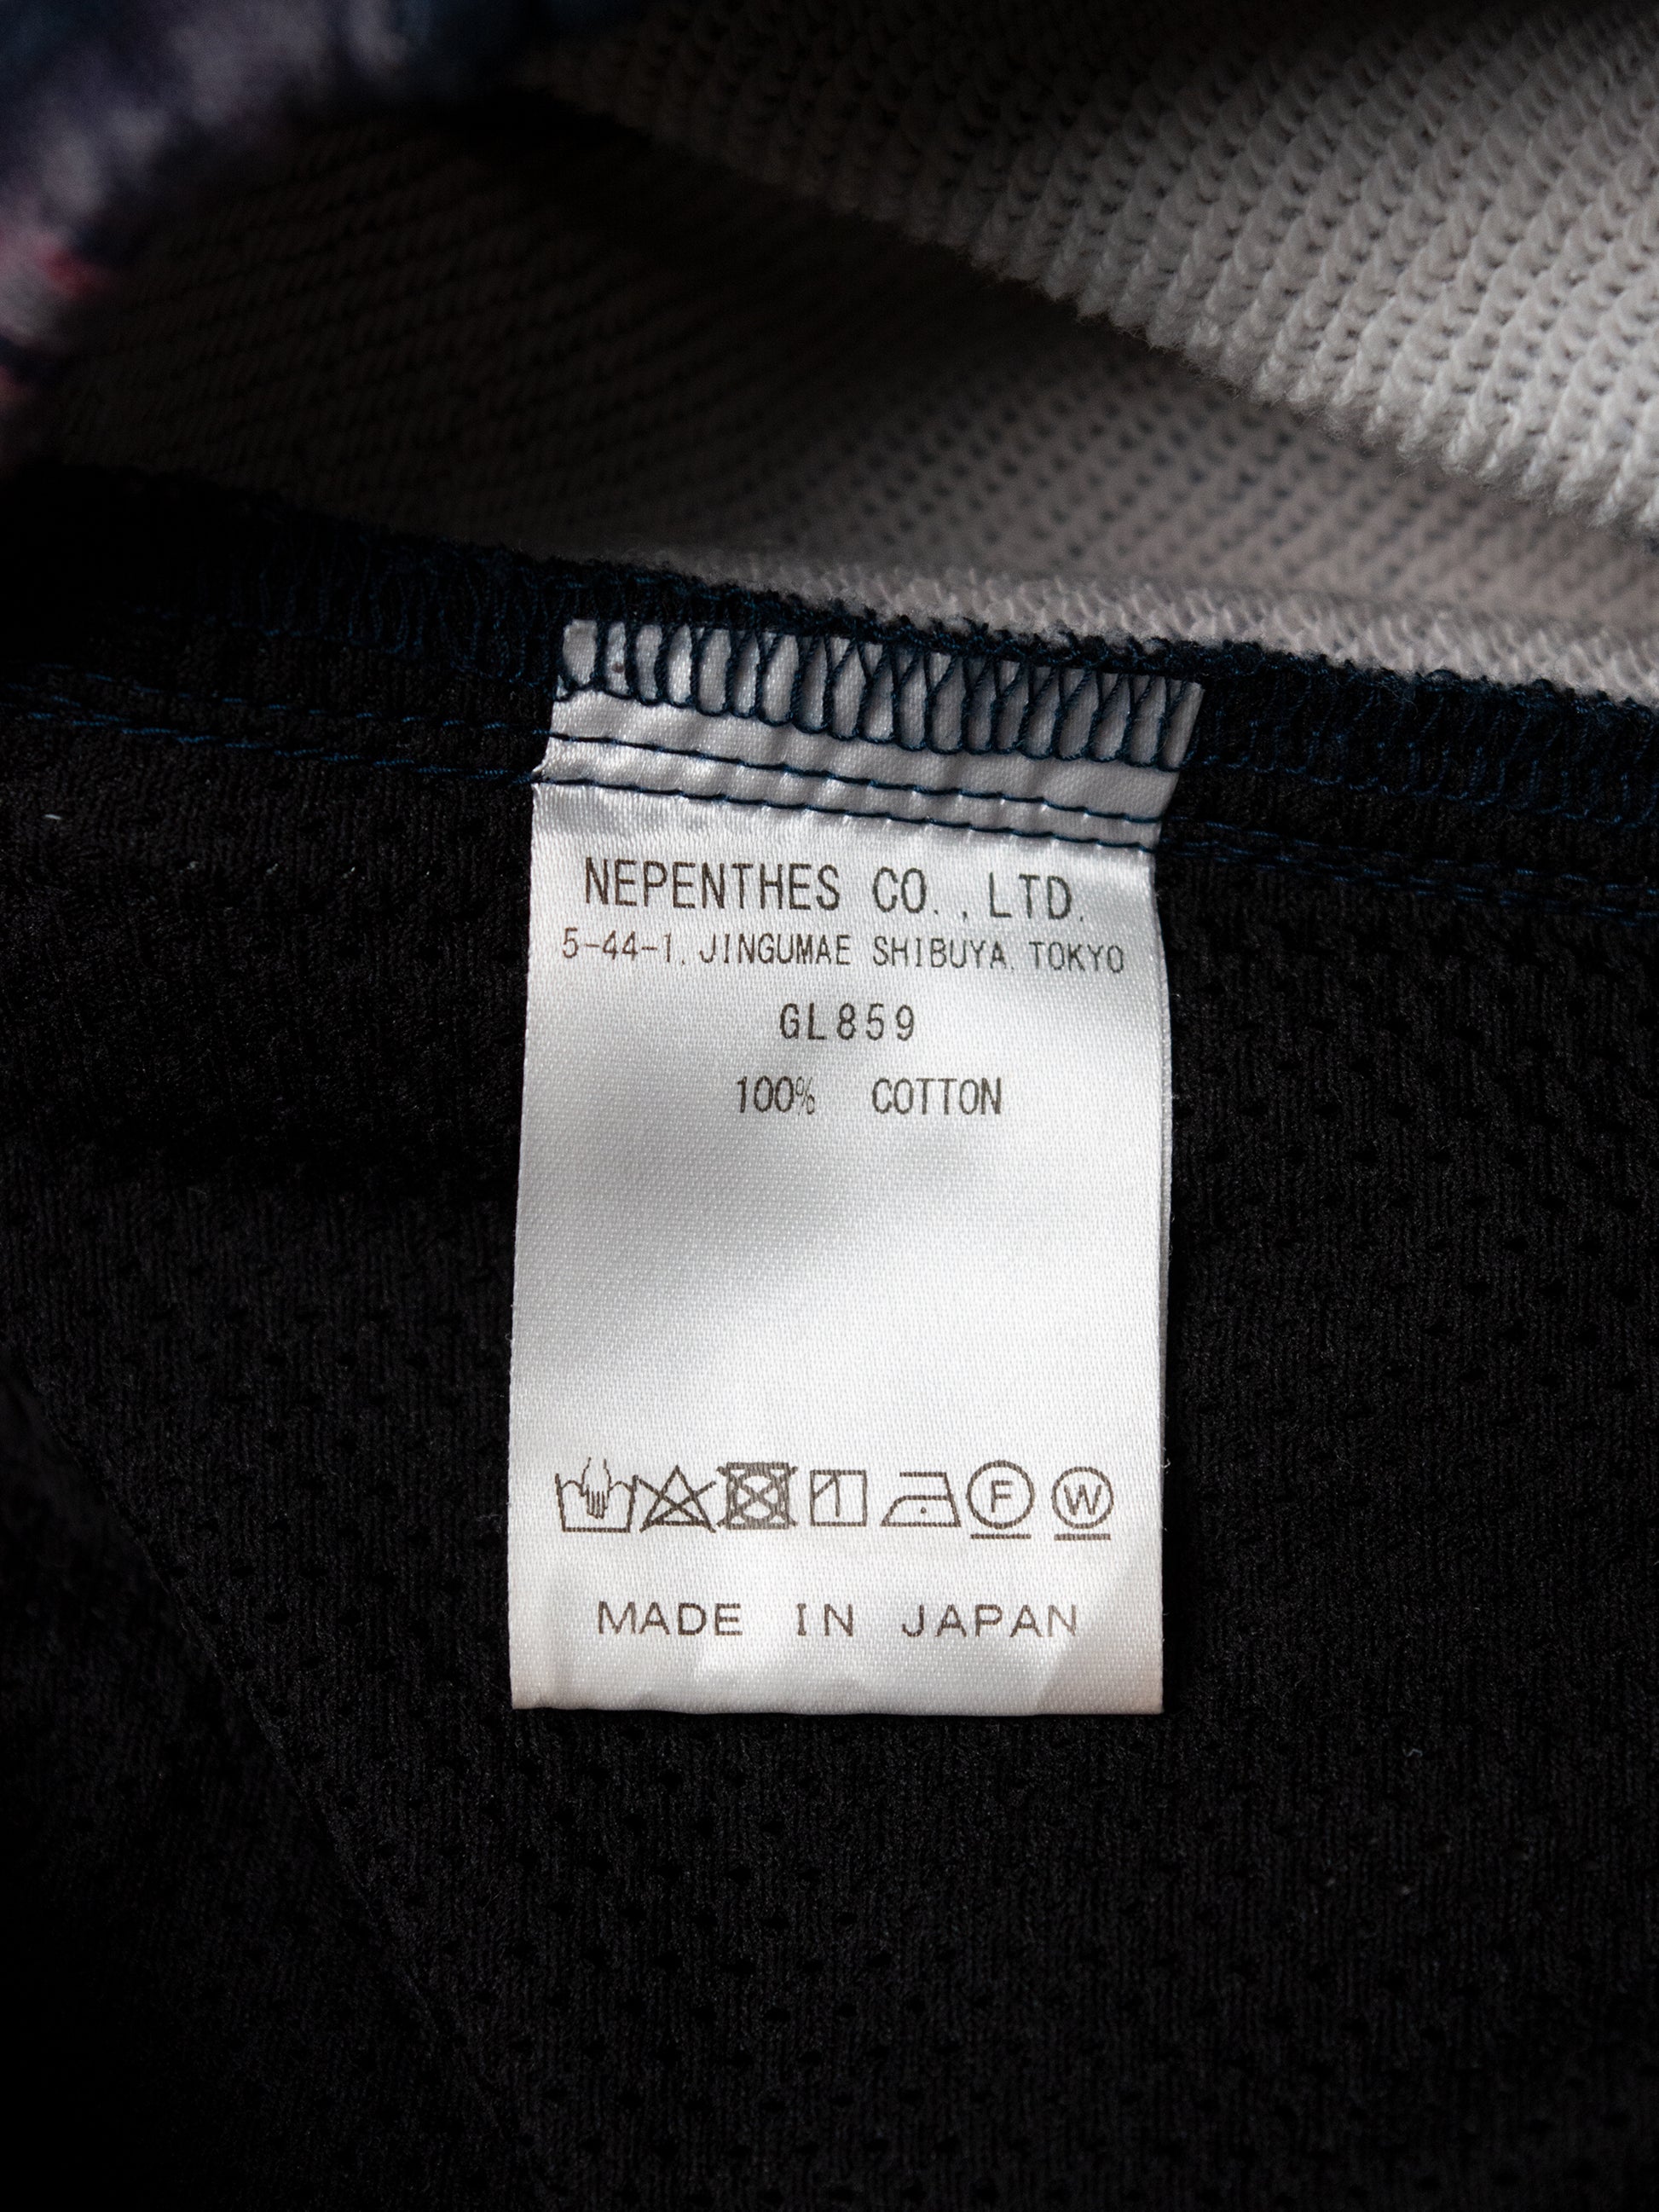 NEPENTHES CO., LTD.
5-44-1, JINGUMAE SHIBUYA, TOKYO
GL859
100% COTTON
F W
MADE IN JAPAN